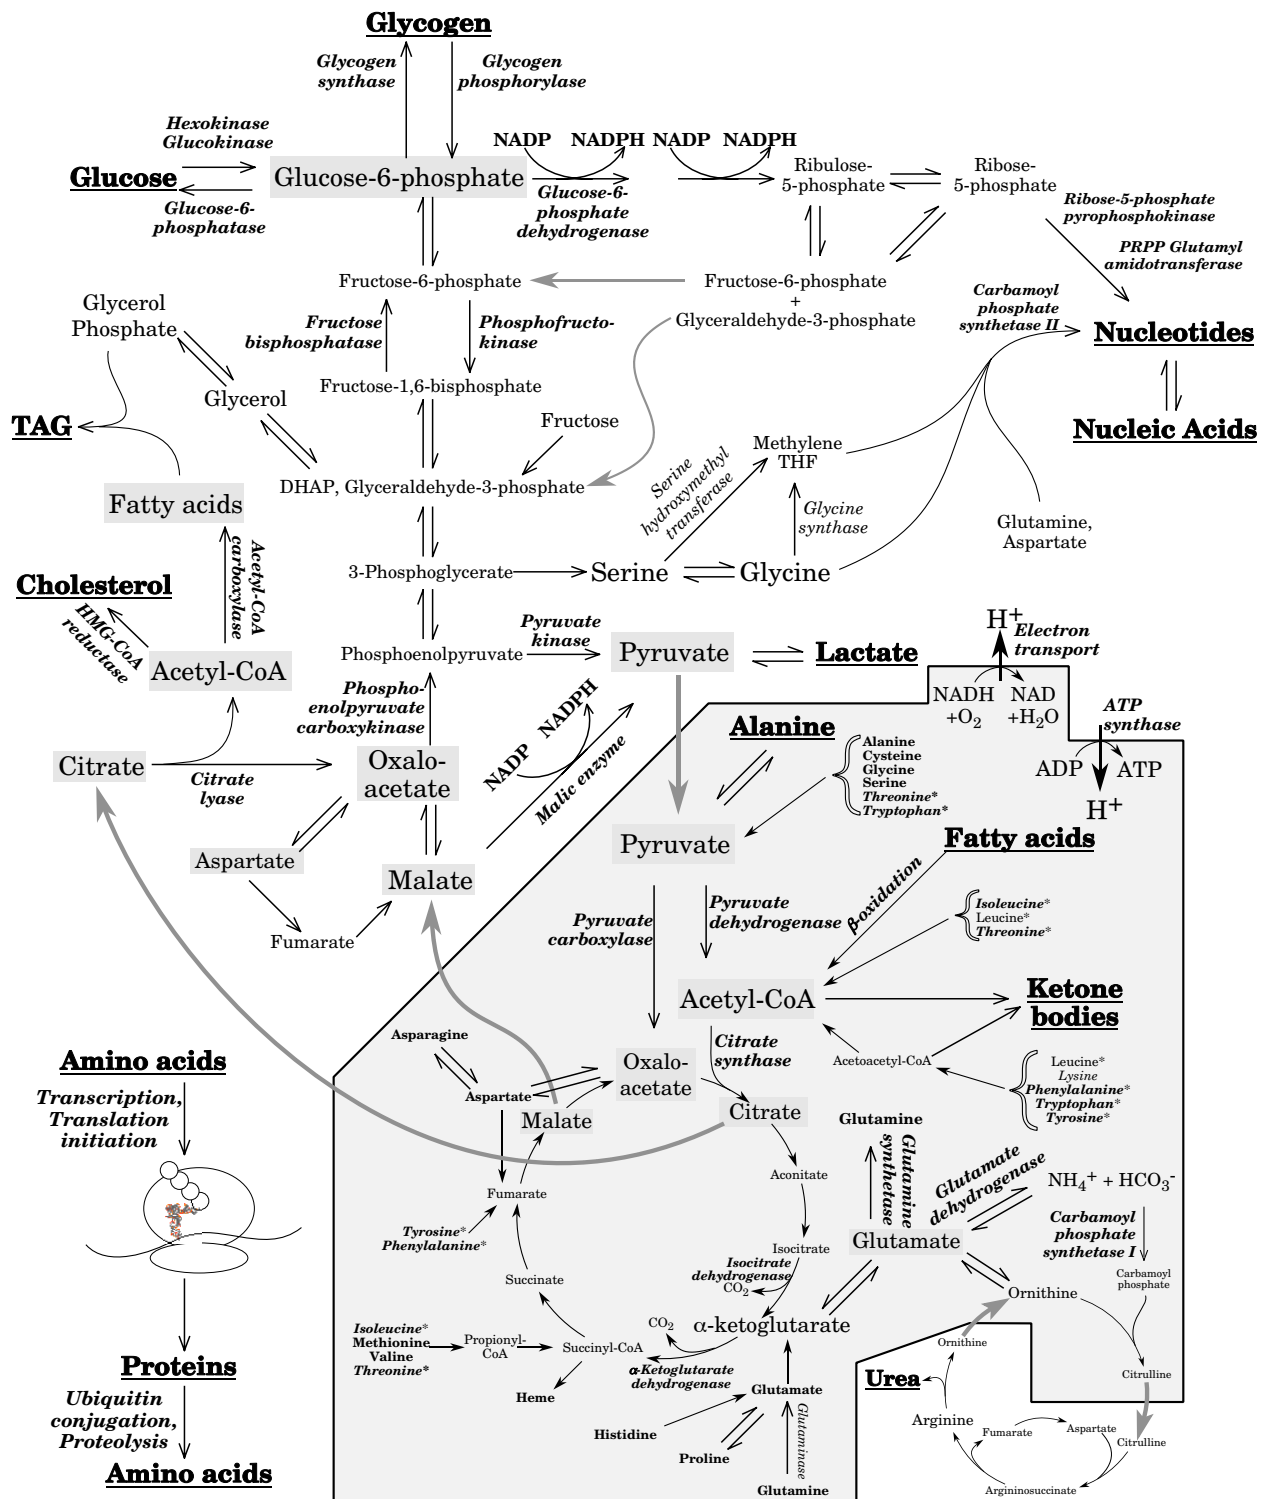 Glycogen
Glycogen
synthase
Glycogen
phosphorylase
Hexokinase
Glucokinase
Glucose
Glucose-6-
phosphatase
Glucose-6-phosphate
NADP
NADPH
NADP
NADPH
Glucose-6-
phosphate
dehydrogenase
Ribulose-
5-phosphate
Ribose-
5-phosphate
Ribose-5-phosphate
pyrophosphokinase
PRPP Glutamyl
amidotransferase
Fructose-6-phosphate
Fructose-6-phosphate
+
Glyceraldehyde-3-phosphate
Carbamoyl
phosphate
synthetase II
Nucleotides
Nucleic Acids
Glycerol
Phosphate
Fructose
bisphosphatase
Phosphofructo-
kinase
Glycerol
Fructose-1,6-bisphosphate
TAG
Fructose
Methylene
THF
Serine
hydroxymethyl
transferase
Glycine
synthase
Glutamine,
Aspartate
DHAP, Glyceraldehyde-3-phosphate
Fatty acids
Acetyl-CoA
carboxylase
Cholesterol
HMG-CoA
reductase
3-Phosphoglycerate
Serine
Glycine
Acetyl-CoA
Phosphoenolpyruvate
Pyruvate
kinase
Pyruvate
Lactate
H+
Electron
transport
NADH
+O2
NAD
+H2O
ATP
synthase
ADP
ATP
H+
Phospho-
enolpyruvate
carboxykinase
NADP
NADPH
Malic enzyme
Alanine
Alanine
Cysteine
Glycine
Serine
Threonine*
Tryptophan*
Citrate
Citrate
lyase
Oxalo-
acetate
Pyruvate
Fatty acids
β-oxidation
Aspartate
Malate
Fumarate
Pyruvate
carboxylase
Pyruvate
dehydrogenase
Isoleucine*
Leucine*
Threonine*
Acetyl-CoA
Ketone
bodies
Acetoacetyl-CoA
Leucine*
Lysine
Phenylalanine*
Tryptophan*
Tyrosine*
Asparagine
Aspartate
Oxalo-
acetate
Citrate
synthase
Malate
Citrate
Amino acids
Transcription,
Translation
initiation
Proteins
Ubiquitin
conjugation,
Proteolysis
Amino acids
Fumarate
Tyrosine*
Phenylalanine*
Succinate
Isoleucine*
Methionine
Valine
Threonine*
Propionyl-
CoA
Succinyl-CoA
Heme
Aconitate
Isocitrate
Isocitrate
dehydrogenase
CO2
CO2
α-ketoglutarate
α-Ketoglutarate
dehydrogenase
Glutamate
Histidine
Proline
Glutaminase
Glutamine
Glutamine
Glutamine
synthetase
Glutamate
dehydrogenase
Glutamate
NH4+ + HCO3-
Carbamoyl
phosphate
synthetase I
Carbamoyl
phosphate
Ornithine
Ornithine
Citrulline
Urea
Arginine
Fumarate
Aspartate
Citrulline
Argininosuccinate